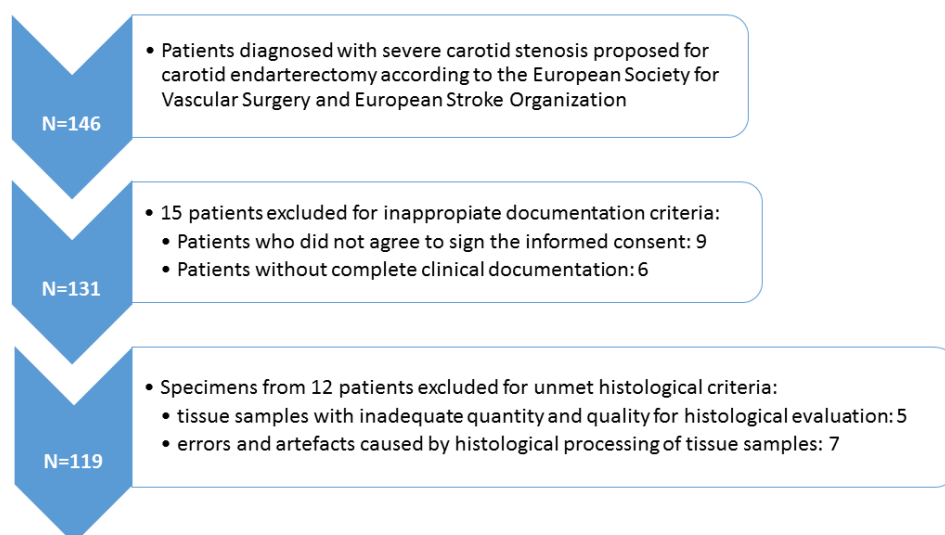 • Patients diagnosed with severe carotid stenosis proposed for
carotid endarterectomy according to the European Society for
Vascular Surgery and European Stroke Organization
N=146
• 15 patients excluded for inappropiate documentation criteria:
• Patients who did not agree to sign the informed consent: 9
• Patients without complete clinical documentation: 6
N=131
• Specimens from 12 patients excluded for unmet histological criteria:
• tissue samples with inadequate quantity and quality for histological evaluation: 5
• errors and artefacts caused by histological processing of tissue samples: 7
N=119